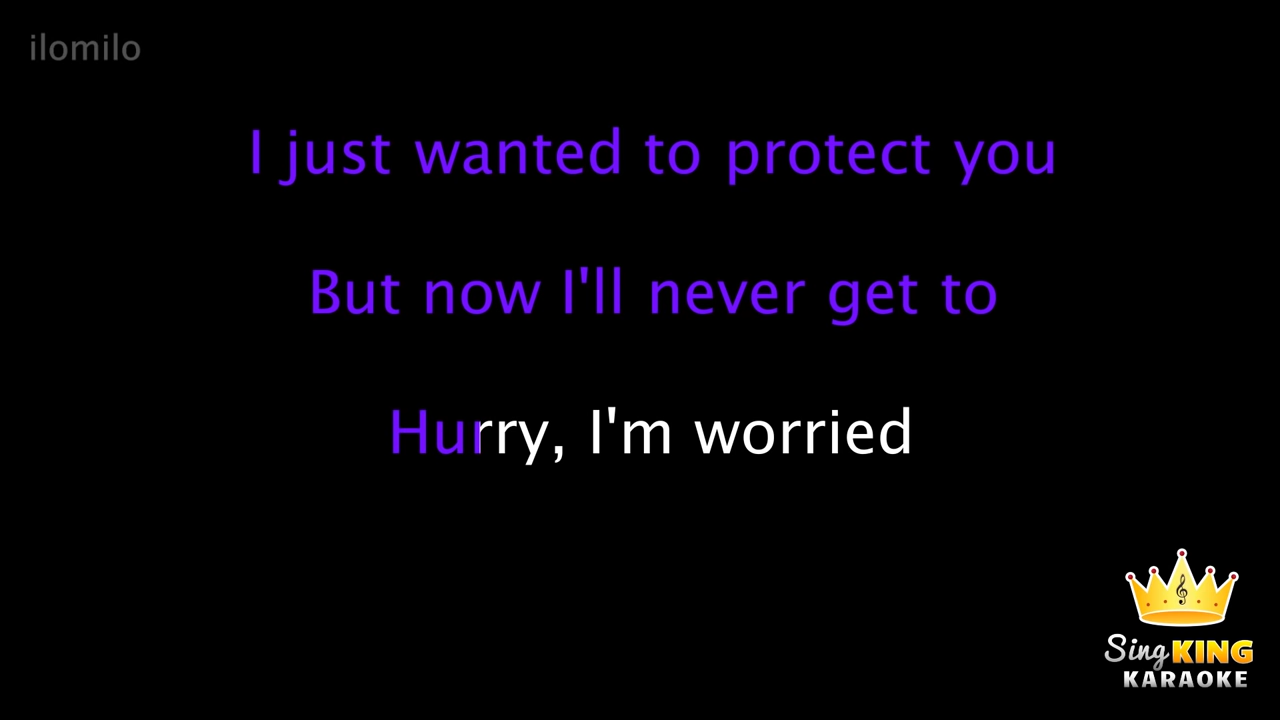 ilomilo
I just wanted to protect you
But now I'll never get to
Hurry, I'm worried
Sing KING
KARAOKE